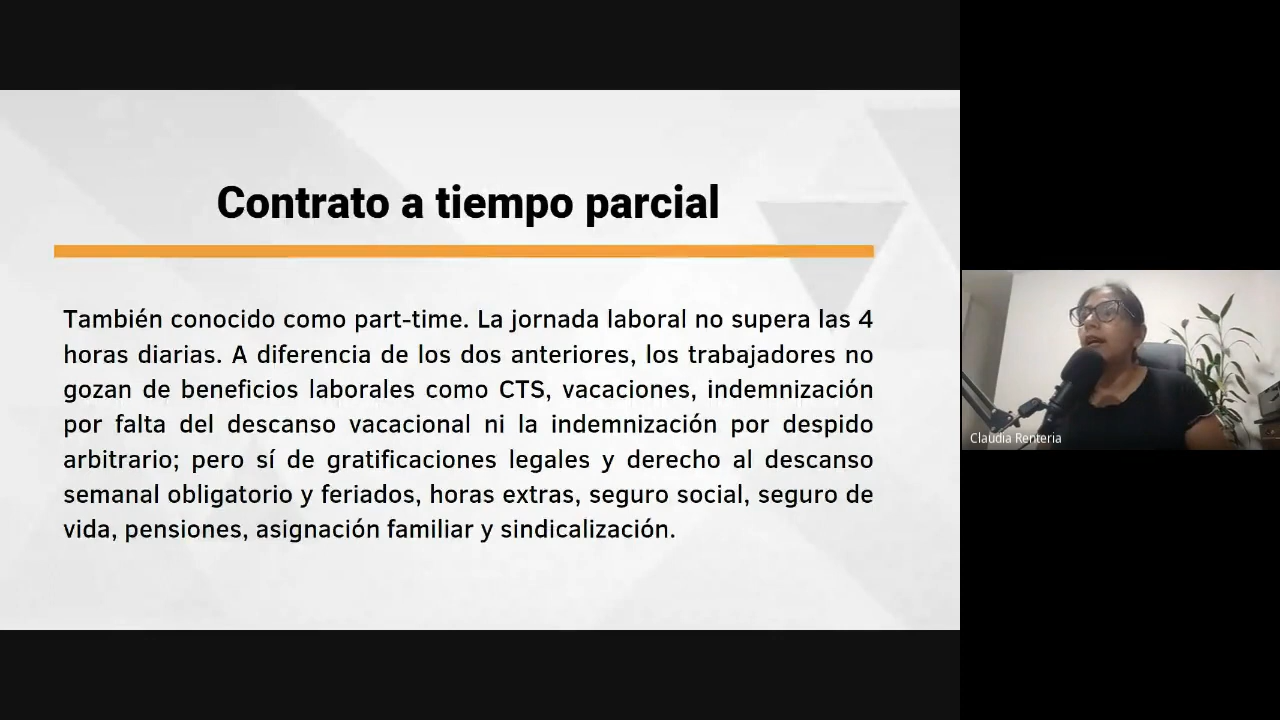 Contrato a tiempo parcial
También conocido como part-time. La jornada laboral no supera las 4
horas diarias. A diferencia de los dos anteriores, los trabajadores no
gozan de beneficios laborales como CTS, vacaciones, indemnización
por falta del descanso vacacional ni la indemnización por despido
arbitrario; pero sí de gratificaciones legales y derecho al descanso
semanal obligatorio y feriados, horas extras, seguro social, seguro de
vida, pensiones, asignación familiar y sindicalización.
Claudia Renteria